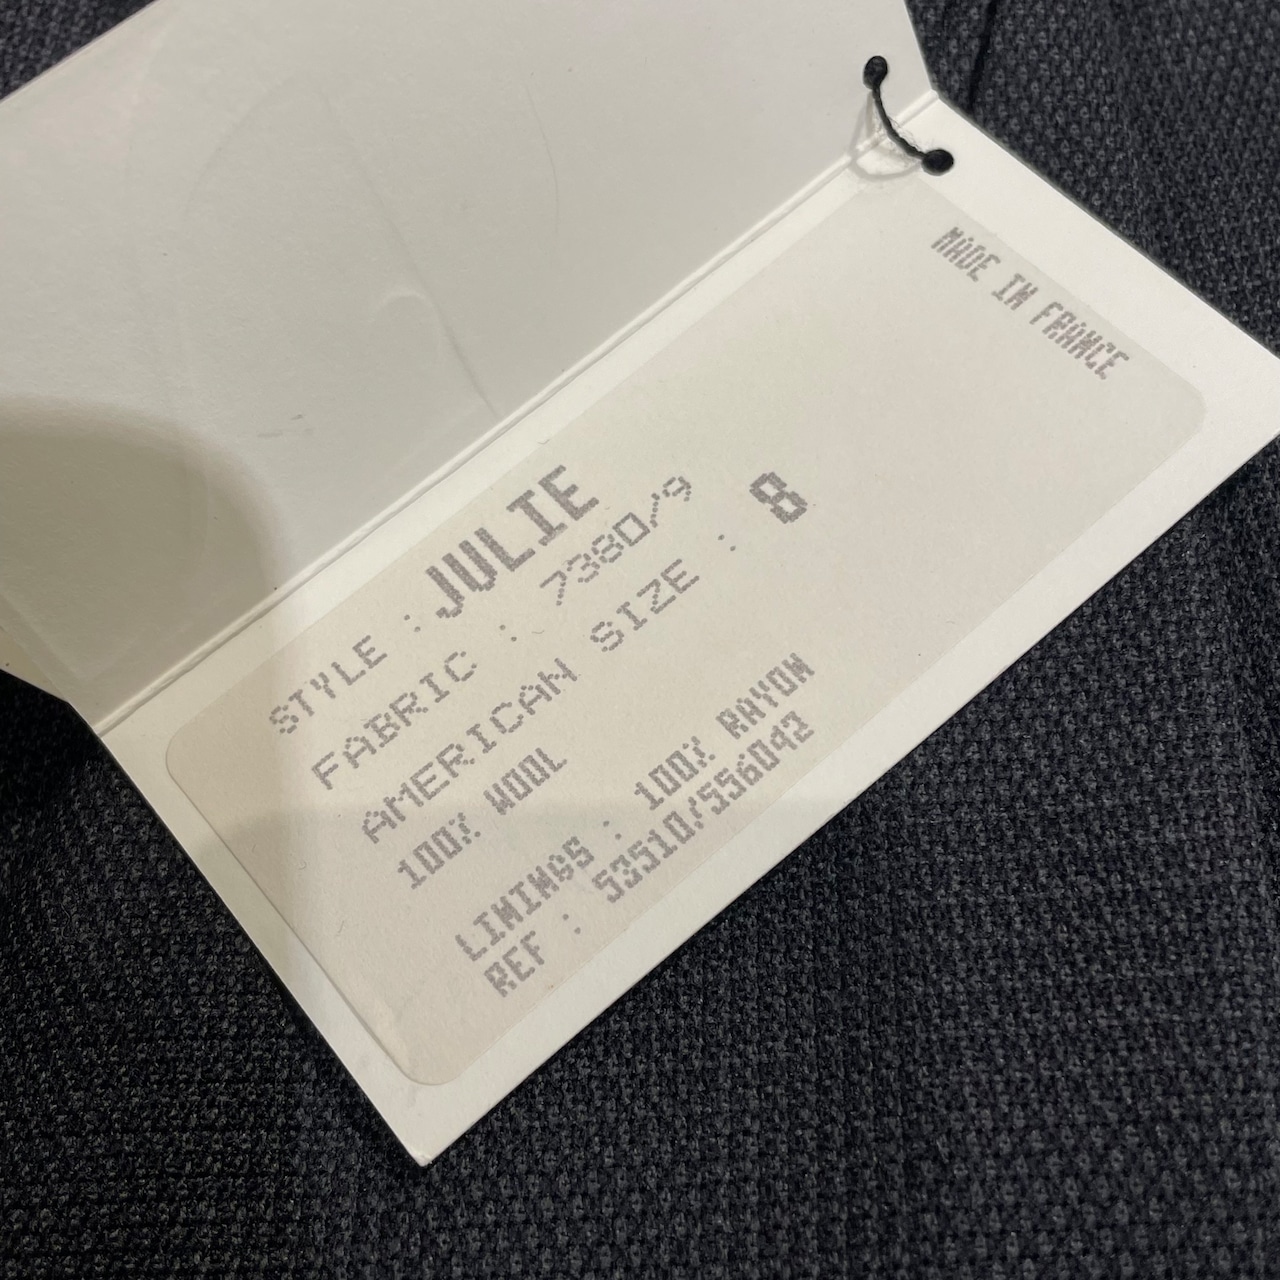 MADE IN FRANCE
STYLE : JULIE
FABRIC : 7380/9
AMERICAN SIZE : 8
100% WOOL
LININGS : 100% RAYON
REF : 53510/556042